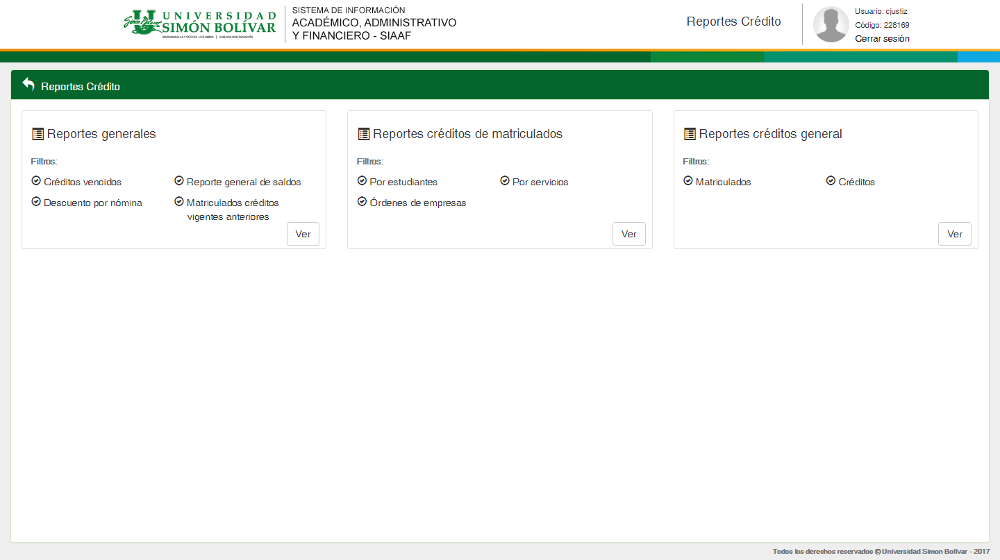 UNIVERSIDAD
SIMÓN BOLÍVAR
BARRANQUILLA Y CÚCUTA - COLOMBIA | VIGILADA MINEDUCACIÓN
SISTEMA DE INFORMACIÓN
ACADÉMICO, ADMINISTRATIVO
Y FINANCIERO - SIAAF
Reportes Crédito
Usuario: cjustiz
Código: 228169
Cerrar sesión
Reportes Crédito
Reportes generales
Filtros:
Créditos vencidos
Reporte general de saldos
Descuento por nómina
Matriculados créditos
vigentes anteriores
Ver
Reportes créditos de matriculados
Filtros:
Por estudiantes
Por servicios
Órdenes de empresas
Ver
Reportes créditos general
Filtros:
Matriculados
Créditos
Ver
Todos los derechos reservados © Universidad Simon Bolívar - 2017